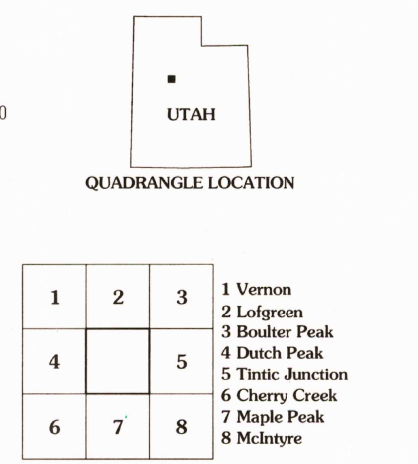 0
UTAH
QUADRANGLE LOCATION
1 2 3
4 5
6 7 8
1 Vernon
2 Lofgreen
3 Boulter Peak
4 Dutch Peak
5 Tintic Junction
6 Cherry Creek
7 Maple Peak
8 McIntyre